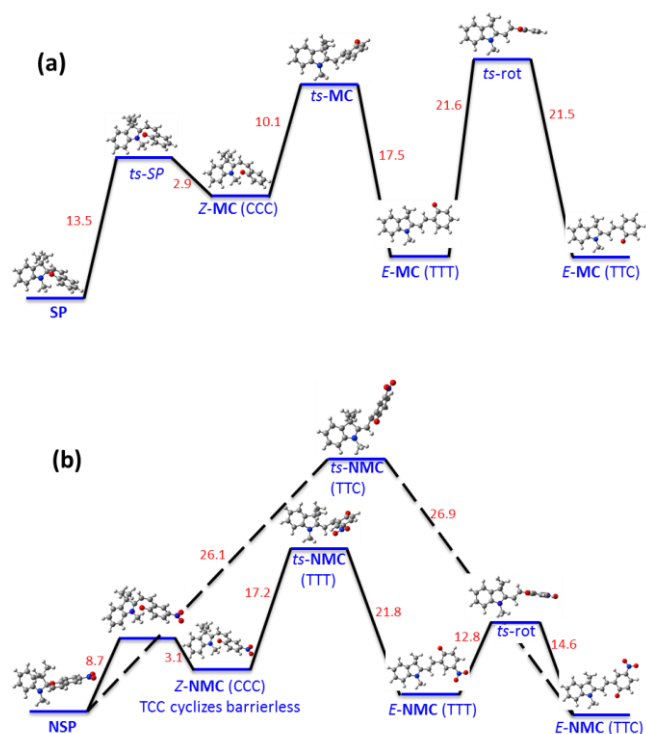 (a)
ts-MC
ts-rot
10.1
21.6
21.5
ts-SP
2.9
17.5
Z-MC (CCC)
13.5
E-MC (TTT)
E-MC (TTC)
SP
(b)
ts-NMC
(TTC)
26.9
26.1
ts-NMC
(TTT)
17.2
21.8
ts-rot
8.7
3.1
12.8
14.6
Z-NMC (CCC)
TCC cyclizes barrierless
E-NMC (TTT)
NSP
E-NMC (TTC)